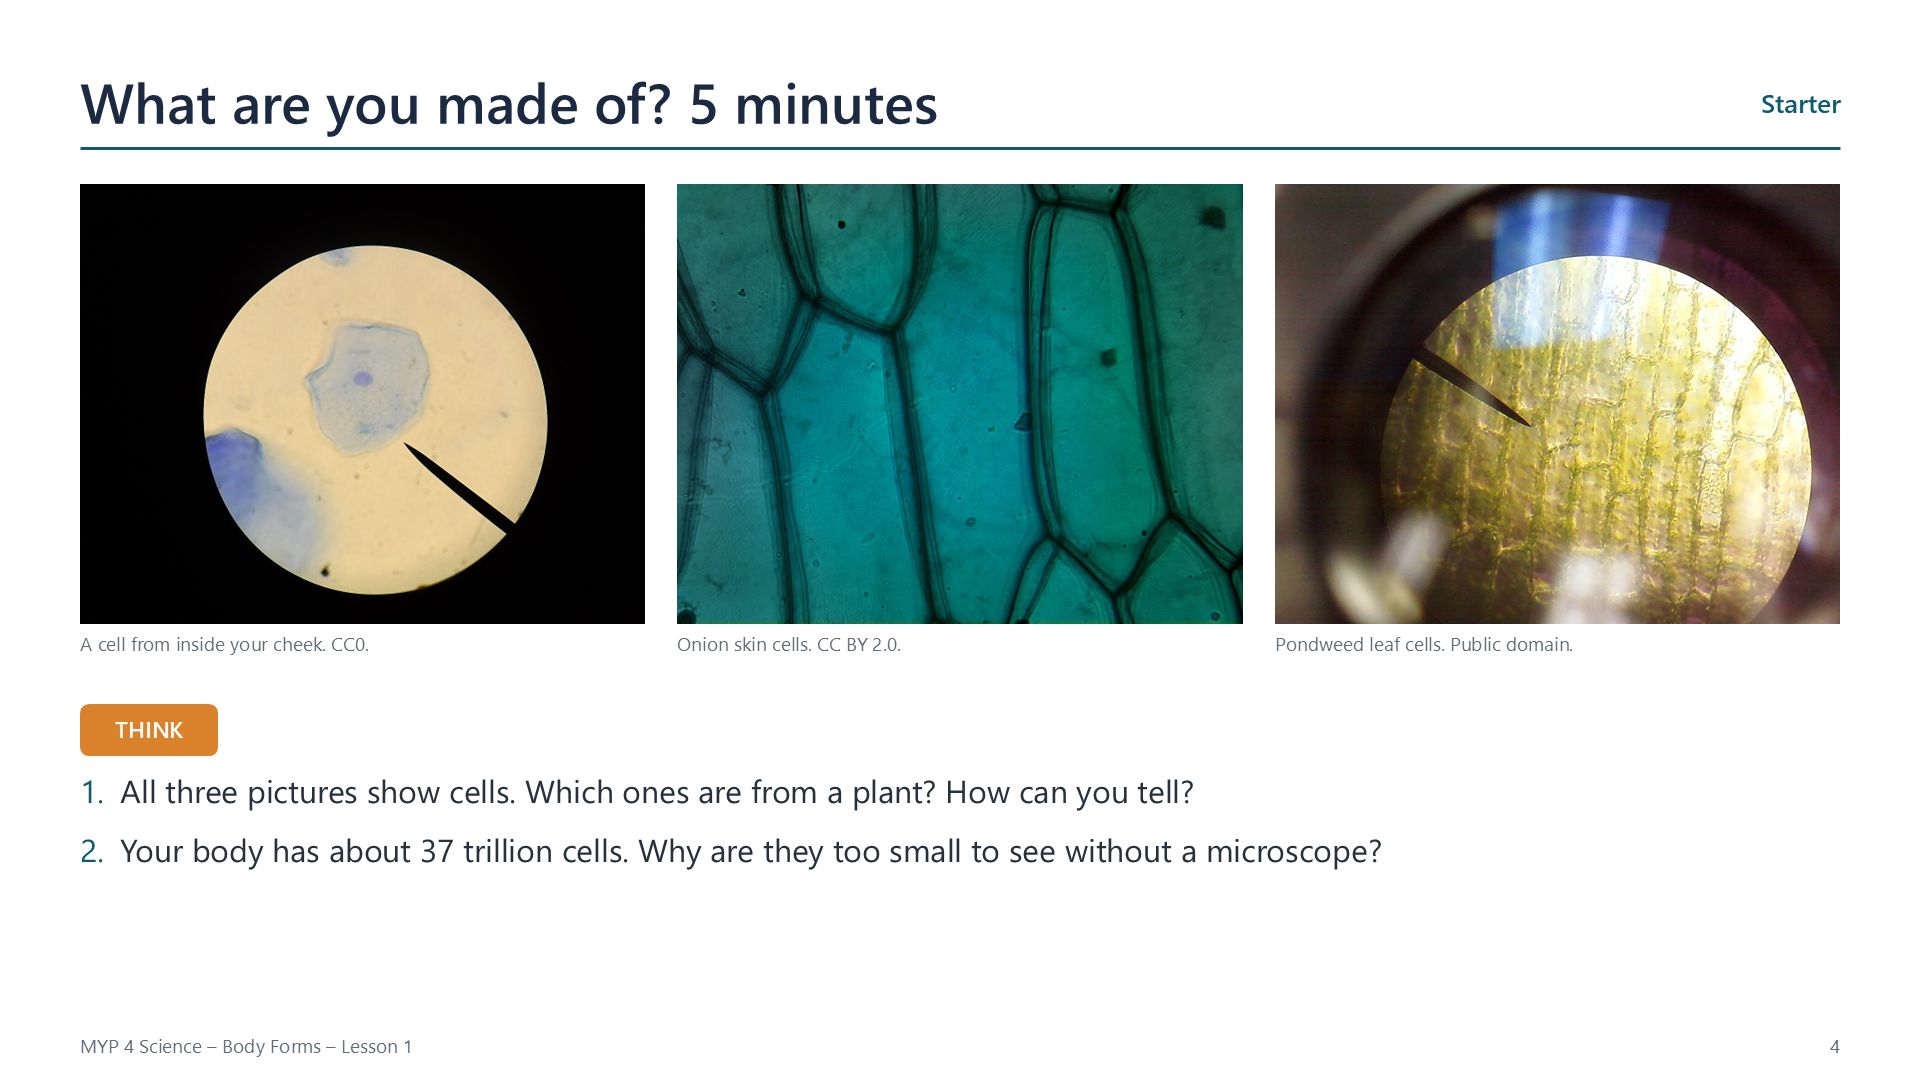 What are you made of? 5 minutes
Starter
A cell from inside your cheek. CC0.
Onion skin cells. CC BY 2.0.
Pondweed leaf cells. Public domain.
THINK
1. All three pictures show cells. Which ones are from a plant? How can you tell?
2. Your body has about 37 trillion cells. Why are they too small to see without a microscope?
MYP 4 Science – Body Forms – Lesson 1
4